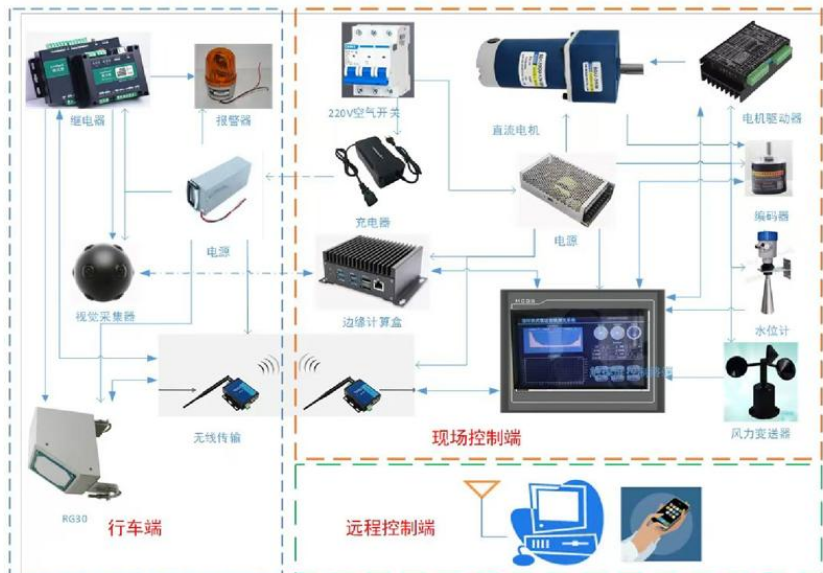 继电器
报警器
220V空气开关
直流电机
电机驱动器
电源
充电器
电源
编码器
视觉采集器
边缘计算盒
水位计
无线传输
风力变送器
现场控制端
RG30
行车端
远程控制端